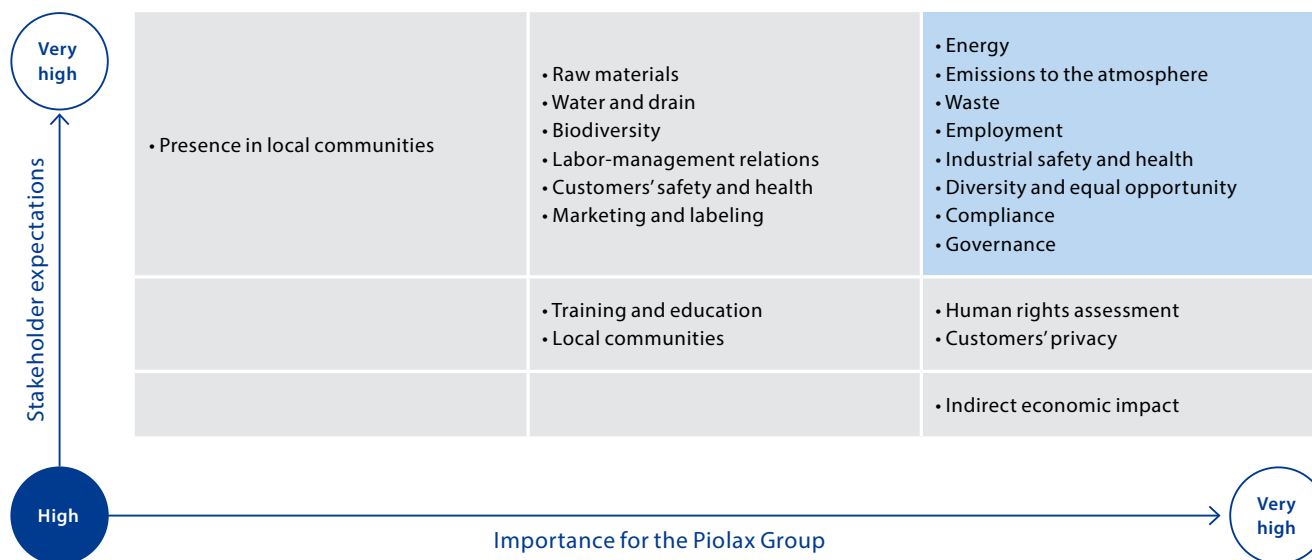 Very
high
Stakeholder expectations
• Presence in local communities
• Raw materials
• Water and drain
• Biodiversity
• Labor-management relations
• Customers' safety and health
• Marketing and labeling
• Energy
• Emissions to the atmosphere
• Waste
• Employment
• Industrial safety and health
• Diversity and equal opportunity
• Compliance
• Governance
• Training and education
• Local communities
• Human rights assessment
• Customers' privacy
• Indirect economic impact
High
Importance for the Piolax Group
Very
high